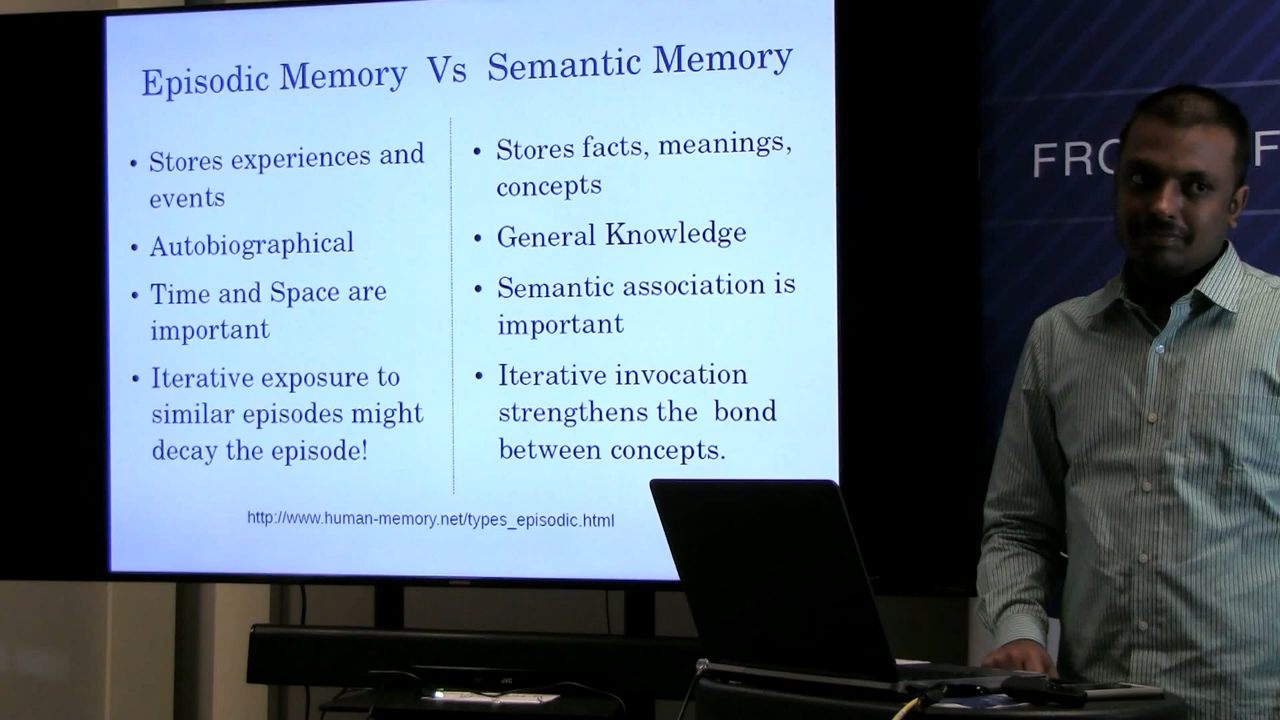 Episodic Memory Vs Semantic Memory
• Stores experiences and
events
• Autobiographical
• Time and Space are
important
• Iterative exposure to
similar episodes might
decay the episode!
• Stores facts, meanings,
concepts
• General Knowledge
• Semantic association is
important
• Iterative invocation
strengthens the bond
between concepts.
http://www.human-memory.net/types_episodic.html